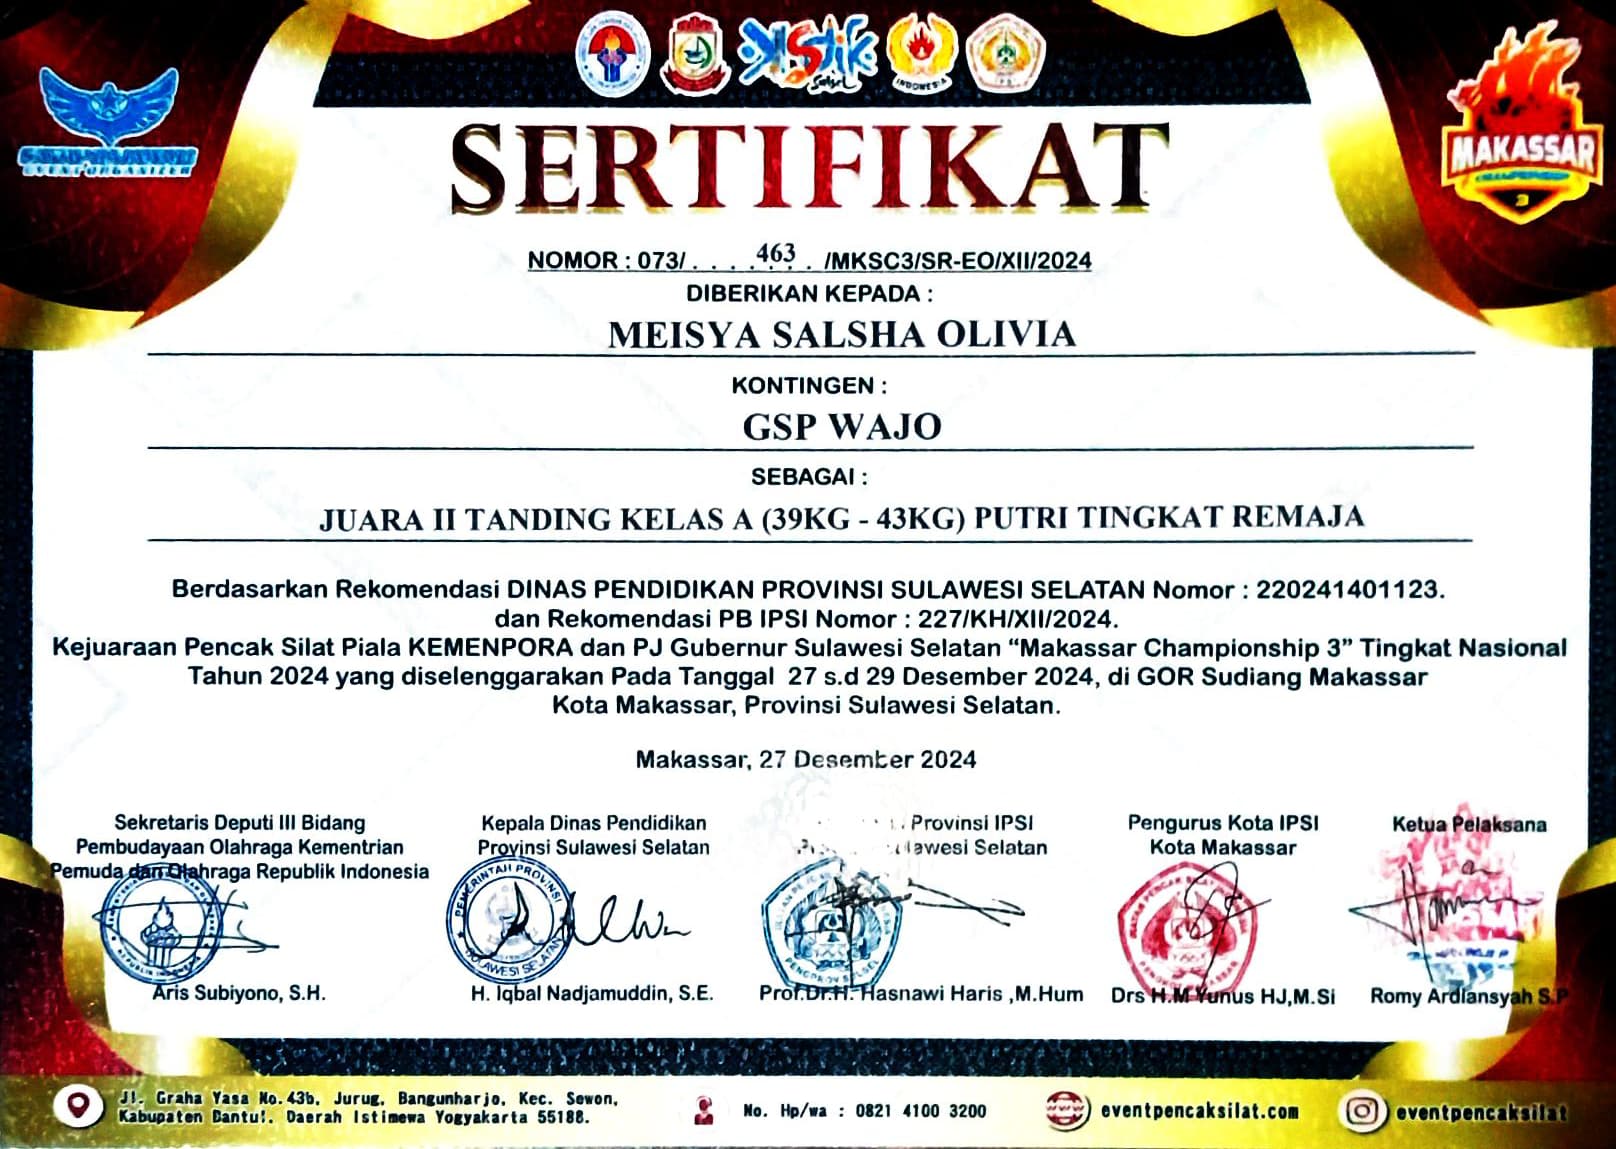 INDONESIA
MAKASSAR
CHAMPIONSHIP
3
EVENT ORGANIZER
SERTIFIKAT
NOMOR : 073/. . . .463. . /MKSC3/SR-EO/XII/2024
DIBERIKAN KEPADA :
MEISYA SALSHA OLIVIA
KONTINGEN :
GSP WAJO
SEBAGAI :
JUARA II TANDING KELAS A (39KG - 43KG) PUTRI TINGKAT REMAJA
Berdasarkan Rekomendasi DINAS PENDIDIKAN PROVINSI SULAWESI SELATAN Nomor : 220241401123.
dan Rekomendasi PB IPSI Nomor : 227/KH/XII/2024.
Kejuaraan Pencak Silat Piala KEMENPORA dan PJ Gubernur Sulawesi Selatan “Makassar Championship 3” Tingkat Nasional
Tahun 2024 yang diselenggarakan Pada Tanggal 27 s.d 29 Desember 2024, di GOR Sudiang Makassar
Kota Makassar, Provinsi Sulawesi Selatan.
Makassar, 27 Desember 2024
Sekretaris Deputi III Bidang
Pembudayaan Olahraga Kementrian
Pemuda dan Olahraga Republik Indonesia
Aris Subiyono, S.H.
Kepala Dinas Pendidikan
Provinsi Sulawesi Selatan
PEMERINTAH PROVINSI
SULAWESI SELATAN
H. Iqbal Nadjamuddin, S.E.
Provinsi IPSI
Selatan
Prof.Dr.H. Hasnawi Haris ,M.Hum
Pengurus Kota IPSI
Kota Makassar
Drs H.M Yunus HJ,M.Si
Ketua Pelaksana
Romy Ardiansyah S.P
Jl. Graha Yasa No.43b, Jurug, Bangunharjo, Kec. Sewon,
Kabupaten Bantul, Daerah Istimewa Yogyakarta 55188.
No. Hp/wa : 0821 4100 3200
eventpencaksilat.com
eventpencaksilat